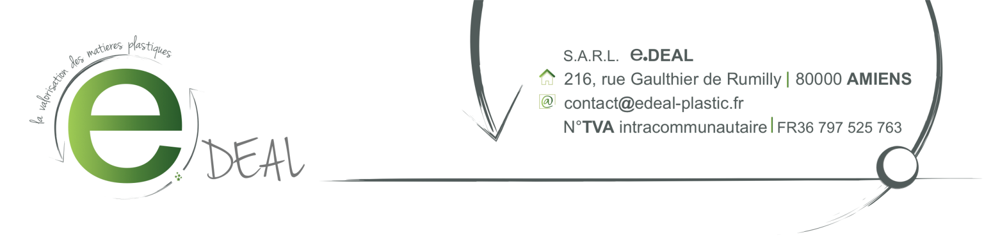 la valorisation des matieres plastiques
e DEAL
S.A.R.L. e.DEAL
216, rue Gaulthier de Rumilly | 80000 AMIENS
@ contact@edeal-plastic.fr
N°TVA intracommunautaire | FR36 797 525 763